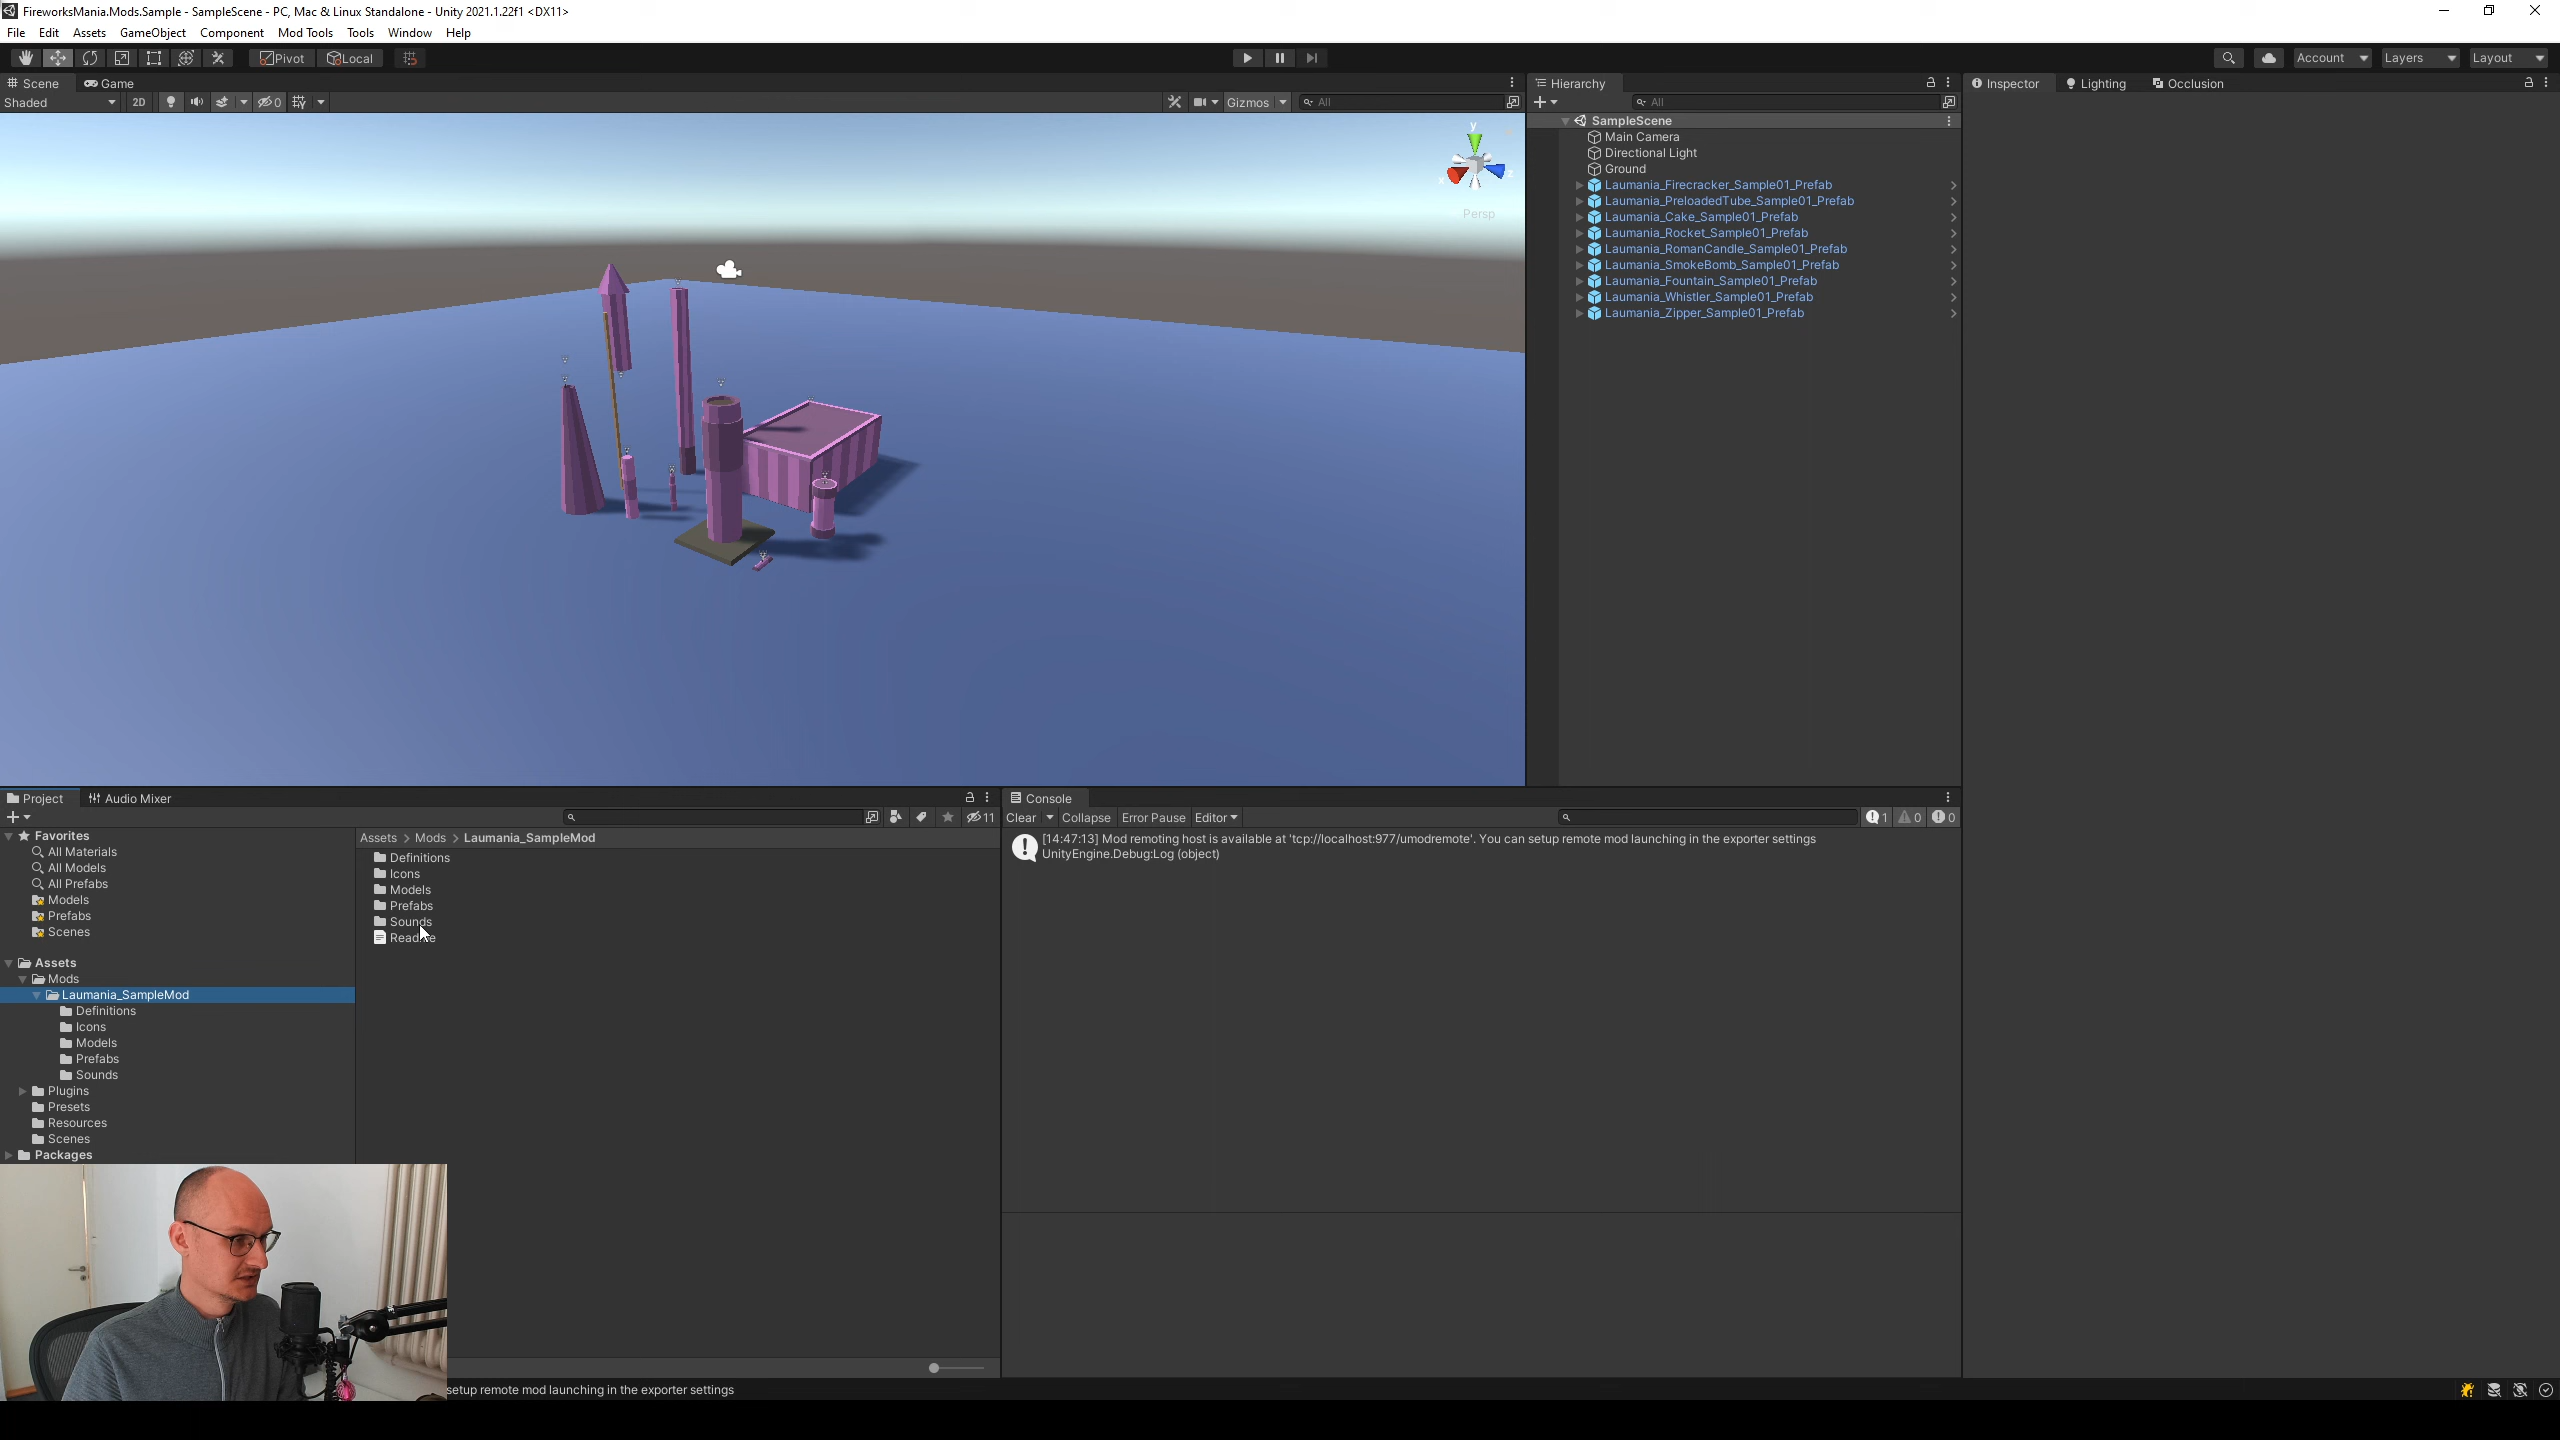 FireworksMania.Mods.Sample - SampleScene - PC, Mac & Linux Standalone - Unity 2021.1.22f1 <DX11>
File Edit Assets GameObject Component Mod Tools Tools Window Help
Pivot Local Account Layers Layout
Scene Game
Shaded 2D 0 Gizmos All
y
x z
Persp
Hierarchy
All
SampleScene
Main Camera
Directional Light
Ground
Laumania_Firecracker_Sample01_Prefab
Laumania_PreloadedTube_Sample01_Prefab
Laumania_Cake_Sample01_Prefab
Laumania_Rocket_Sample01_Prefab
Laumania_RomanCandle_Sample01_Prefab
Laumania_SmokeBomb_Sample01_Prefab
Laumania_Fountain_Sample01_Prefab
Laumania_Whistler_Sample01_Prefab
Laumania_Zipper_Sample01_Prefab
Inspector Lighting Occlusion
Project Audio Mixer
11
Favorites
All Materials
All Models
All Prefabs
Models
Prefabs
Scenes
Assets
Mods
Laumania_SampleMod
Definitions
Icons
Models
Prefabs
Sounds
Plugins
Presets
Resources
Scenes
Packages
Assets > Mods > Laumania_SampleMod
Definitions
Icons
Models
Prefabs
Sounds
Console
Clear Collapse Error Pause Editor 1 0 0
[14:47:13] Mod remoting host is available at 'tcp://localhost:977/umodremote'. You can setup remote mod launching in the exporter settings
UnityEngine.Debug:Log (object)
setup remote mod launching in the exporter settings